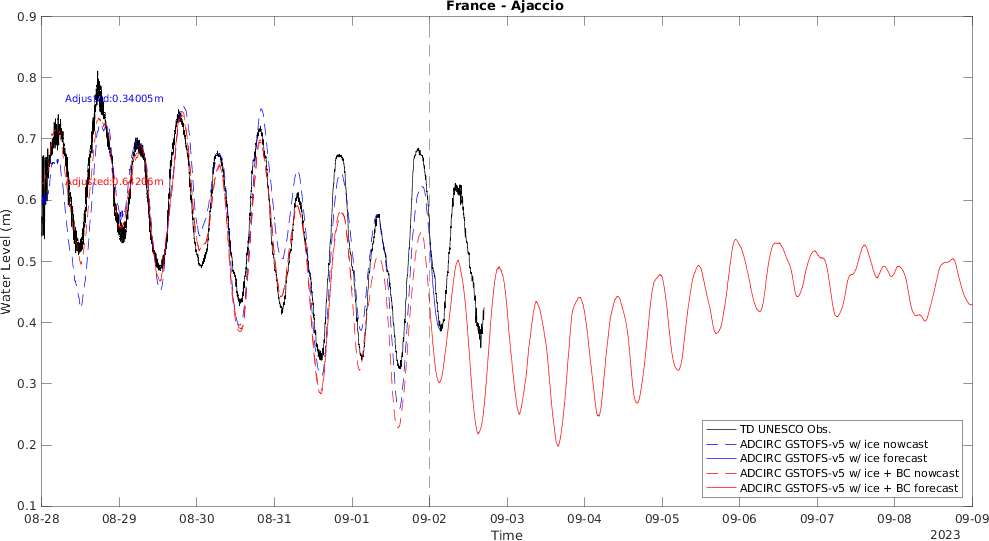 France - Ajaccio
0.9
0.8
0.7
0.6
0.5
0.4
0.3
0.2
0.1
Water Level (m)
Adjusted:0.34005m
Adjusted:0.64206m
TD UNESCO Obs.
ADCIRC GSTOFS-v5 w/ ice nowcast
ADCIRC GSTOFS-v5 w/ ice forecast
ADCIRC GSTOFS-v5 w/ ice + BC nowcast
ADCIRC GSTOFS-v5 w/ ice + BC forecast
08-28 08-29 08-30 08-31 09-01 09-02 09-03 09-04 09-05 09-06 09-07 09-08 09-09
Time
2023